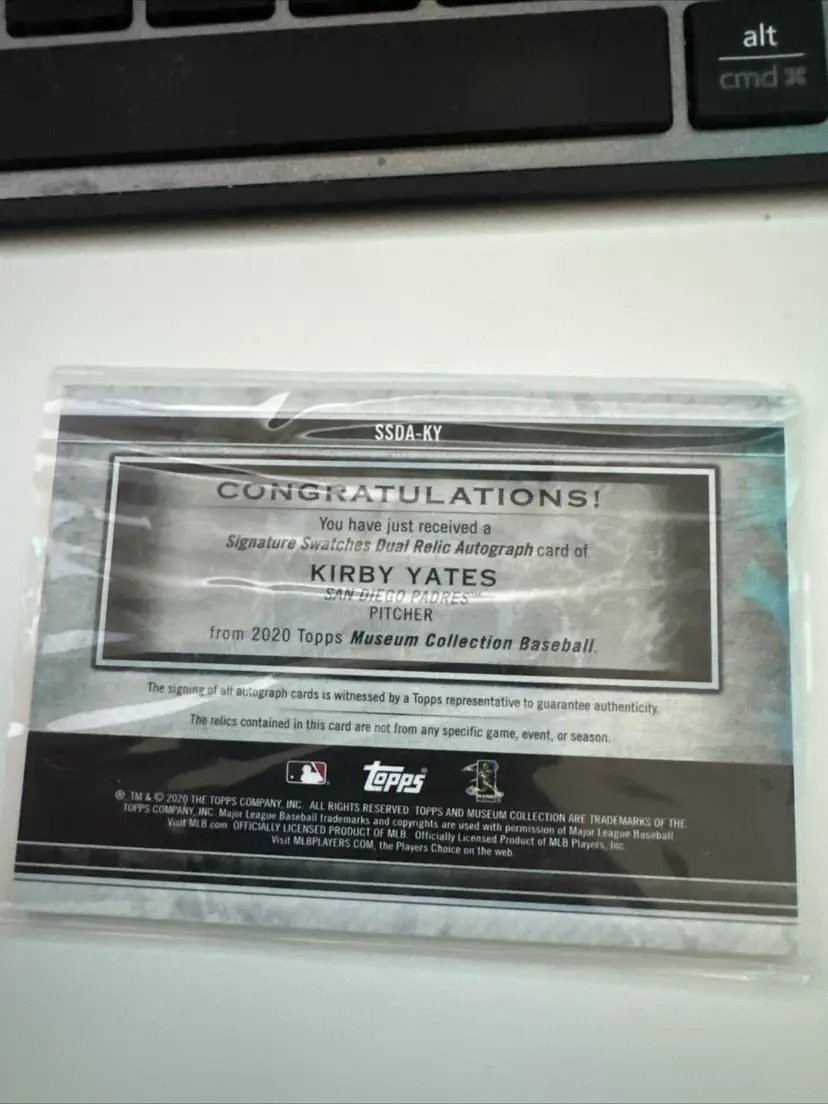 alt
cmd ⌘
SSDA-KY
CONGRATULATIONS!
You have just received a
Signature Swatches Dual Relic Autograph card of
KIRBY YATES
SAN DIEGO PADRES™
PITCHER
from 2020 Topps Museum Collection Baseball.
The signing of all autograph cards is witnessed by a Topps representative to guarantee authenticity.
The relics contained in this card are not from any specific game, event, or season.
Topps
®, TM & © 2020 THE TOPPS COMPANY, INC. ALL RIGHTS RESERVED. TOPPS AND MUSEUM COLLECTION ARE TRADEMARKS OF THE
TOPPS COMPANY, INC. Major League Baseball trademarks and copyrights are used with permission of Major League Baseball.
Visit MLB.com. OFFICIALLY LICENSED PRODUCT OF MLB. Officially Licensed Product of MLB Players, Inc.
Visit MLBPLAYERS.COM, the Players Choice on the web.